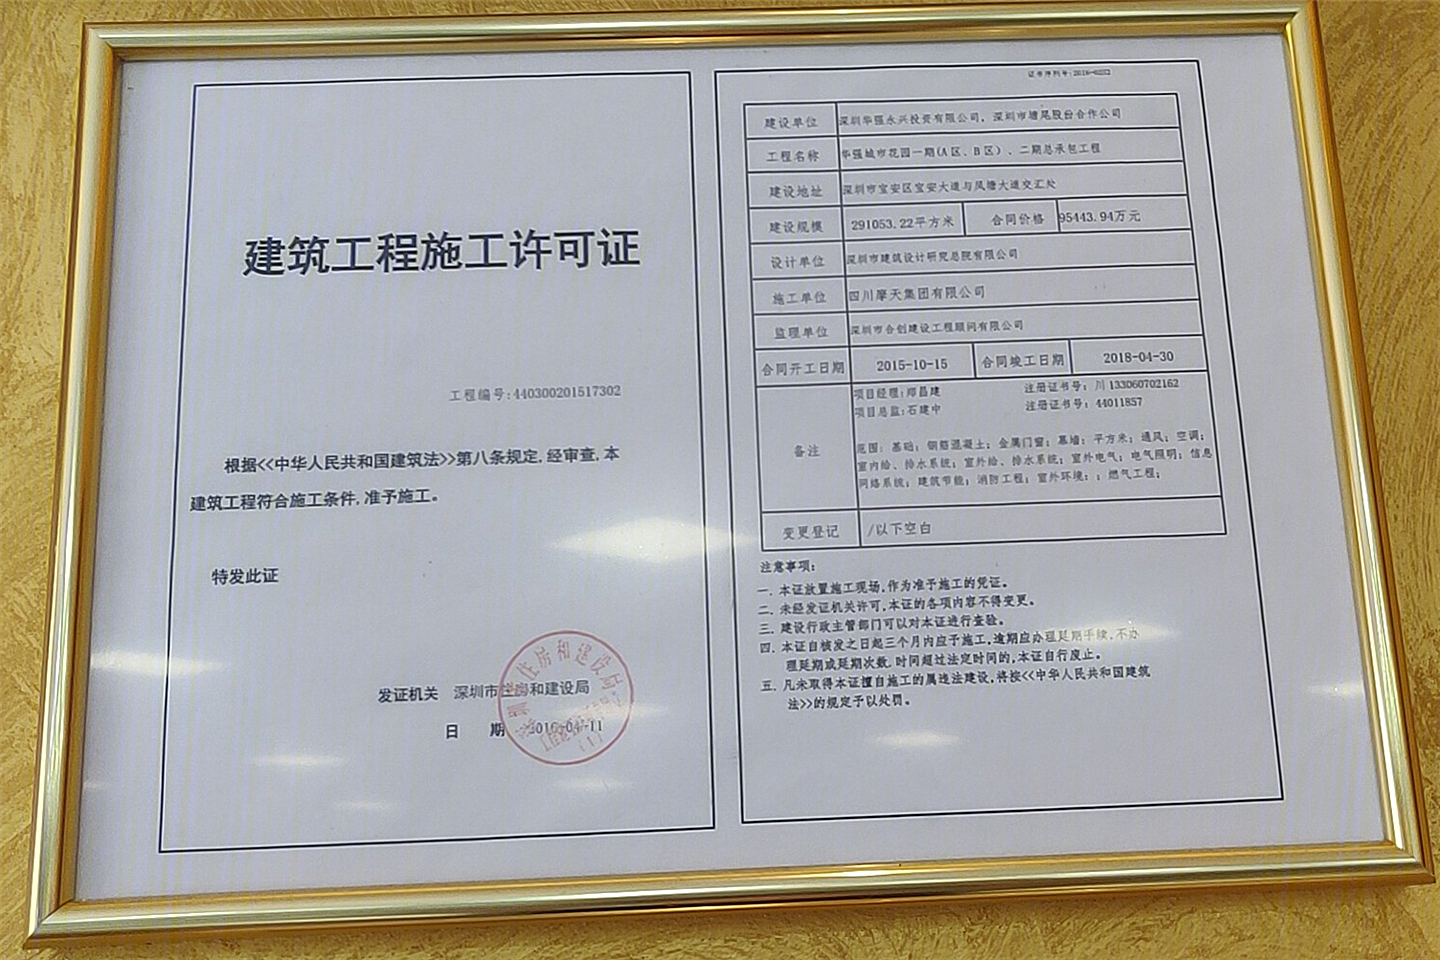 建筑工程施工许可证
工程编号:440300201517302
根据<<中华人民共和国建筑法>>第八条规定,经审查,本
建筑工程符合施工条件,准予施工。
特发此证
发证机关 深圳市住房和建设局
日 期 2016-04-11
证书序列号:2016-0202
建设单位 深圳华强永兴投资有限公司, 深圳市塘尾股份合作公司
工程名称 华强城市花园一期(A区、B区)、二期总承包工程
建设地址 深圳市宝安区宝安大道与凤塘大道交汇处
建设规模 291053.22平方米 合同价格 95443.94万元
设计单位 深圳市建筑设计研究总院有限公司
施工单位 四川摩天集团有限公司
监理单位 深圳市合创建设工程顾问有限公司
合同开工日期 2015-10-15 合同竣工日期 2018-04-30
项目经理:郑昌建 注册证书号: 川133060702162
项目总监:石建中 注册证书号: 44011857
备注
范围: 基础; 钢筋混凝土; 金属门窗; 幕墙; 平方米; 通风; 空调;
室内给、排水系统; 室外给、排水系统; 室外电气; 电气照明; 信息
网络系统; 建筑节能; 消防工程; 室外环境; ; 燃气工程;
变更登记 /以下空白
注意事项:
一. 本证放置施工现场,作为准予施工的凭证。
二. 未经发证机关许可,本证的各项内容不得变更。
三. 建设行政主管部门可以对本证进行查验。
四. 本证自核发之日起三个月内应予施工,逾期应办理延期手续,不办
理延期或延期次数,时间超过法定时间的,本证自行废止。
五. 凡未取得本证擅自施工的属违法建设,将按<<中华人民共和国建筑
法>>的规定予以处罚。